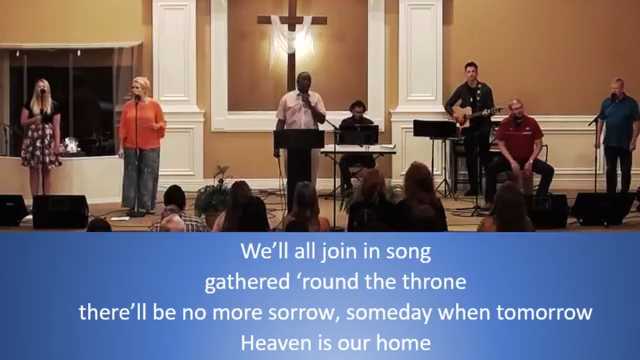 We'll all join in song
gathered ‘round the throne
there'll be no more sorrow, someday when tomorrow
Heaven is our home